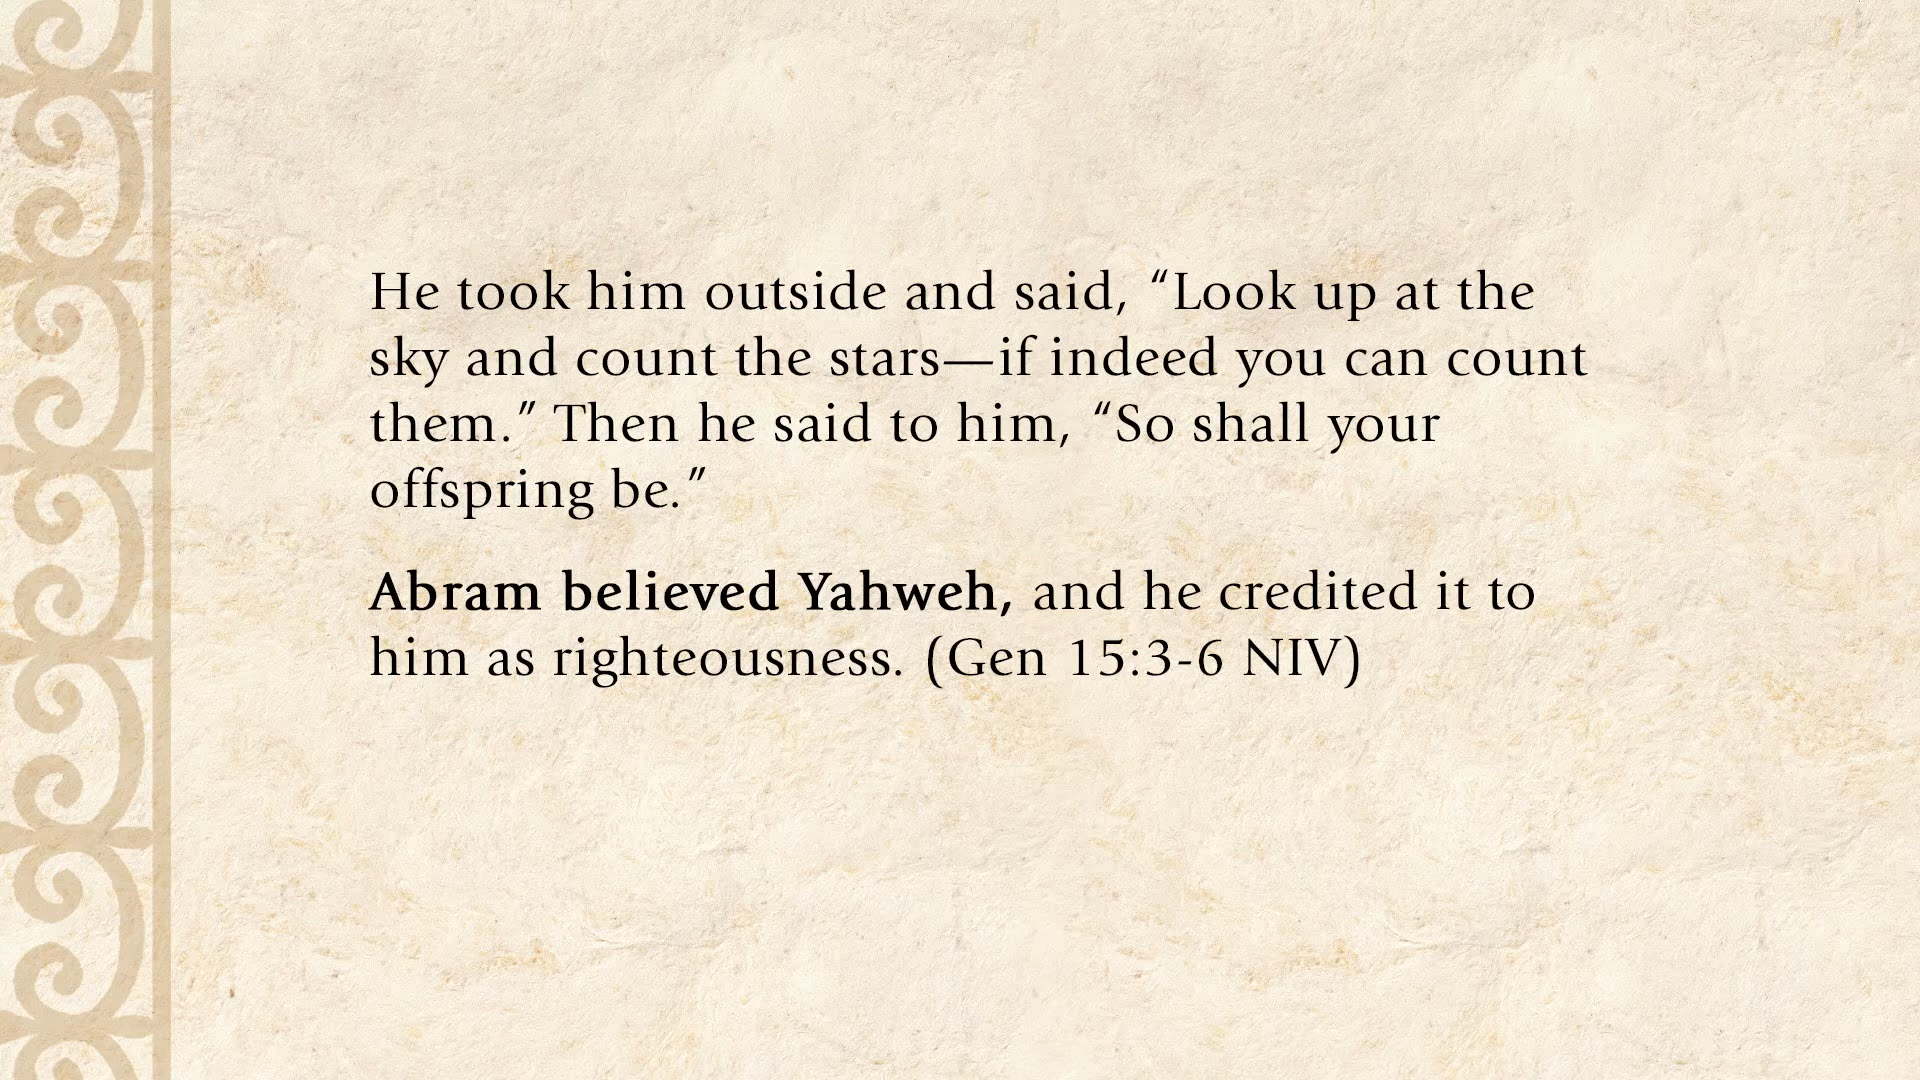 He took him outside and said, “Look up at the
sky and count the stars—if indeed you can count
them.” Then he said to him, “So shall your
offspring be.”
Abram believed Yahweh, and he credited it to
him as righteousness. (Gen 15:3-6 NIV)